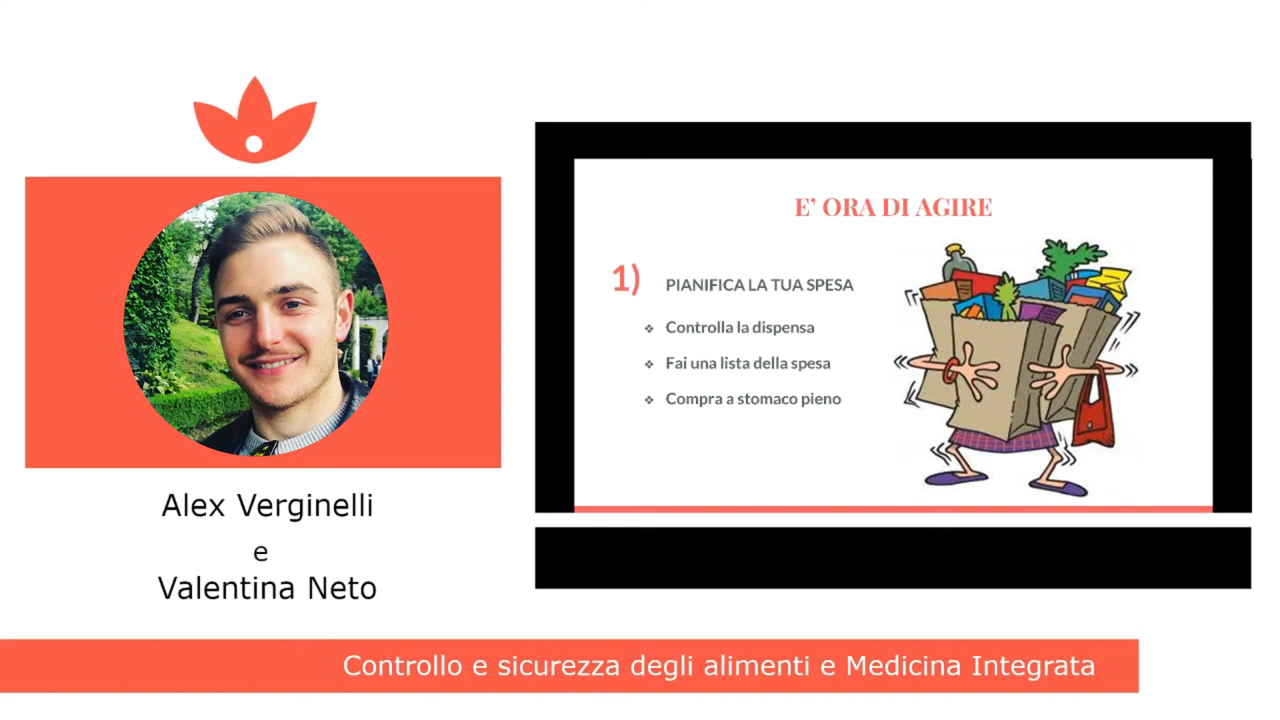 Alex Verginelli
e
Valentina Neto
E’ ORA DI AGIRE
1) PIANIFICA LA TUA SPESA
❖ Controlla la dispensa
❖ Fai una lista della spesa
❖ Compra a stomaco pieno
Controllo e sicurezza degli alimenti e Medicina Integrata